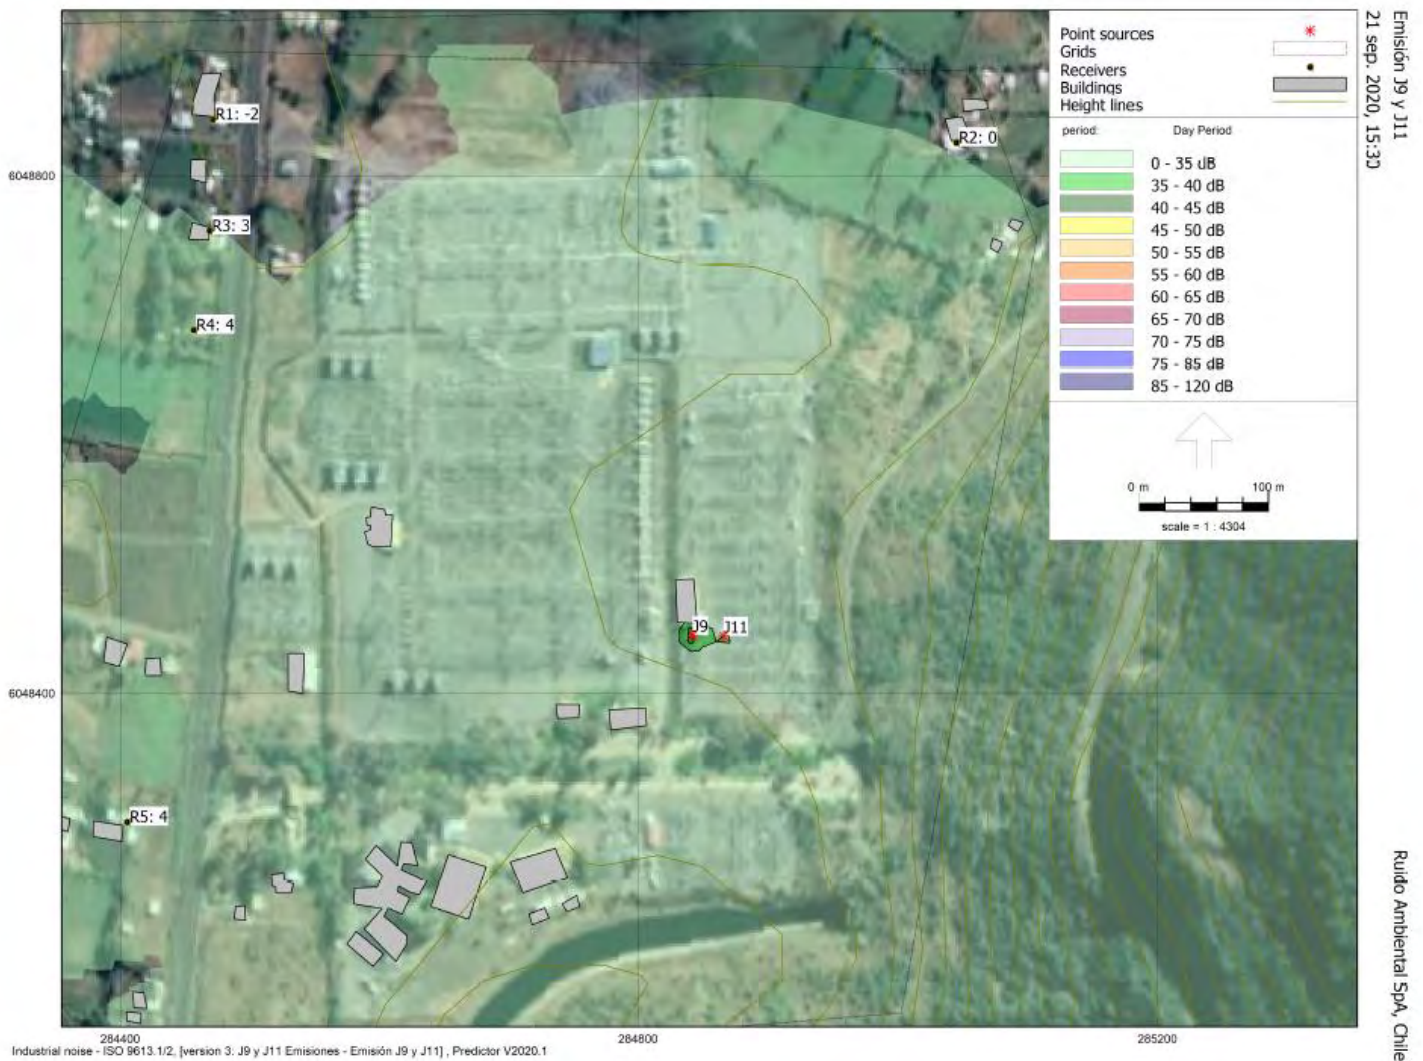 Point sources
Grids
Receivers
Buildings
Height lines
period: Day Period
0 - 35 dB
35 - 40 dB
40 - 45 dB
45 - 50 dB
50 - 55 dB
55 - 60 dB
60 - 65 dB
65 - 70 dB
70 - 75 dB
75 - 85 dB
85 - 120 dB
0 m 100 m
scale = 1 : 4304
Emisión J9 y J11
21 sep. 2020, 15:30
Ruido Ambiental SpA, Chile
R1: -2
R2: 0
6048800
R3: 3
R4: 4
J9 J11
6048400
R5: 4
284400 284800 285200
Industrial noise - ISO 9613.1/2, [version 3: J9 y J11 Emisiones - Emisión J9 y J11] , Predictor V2020.1